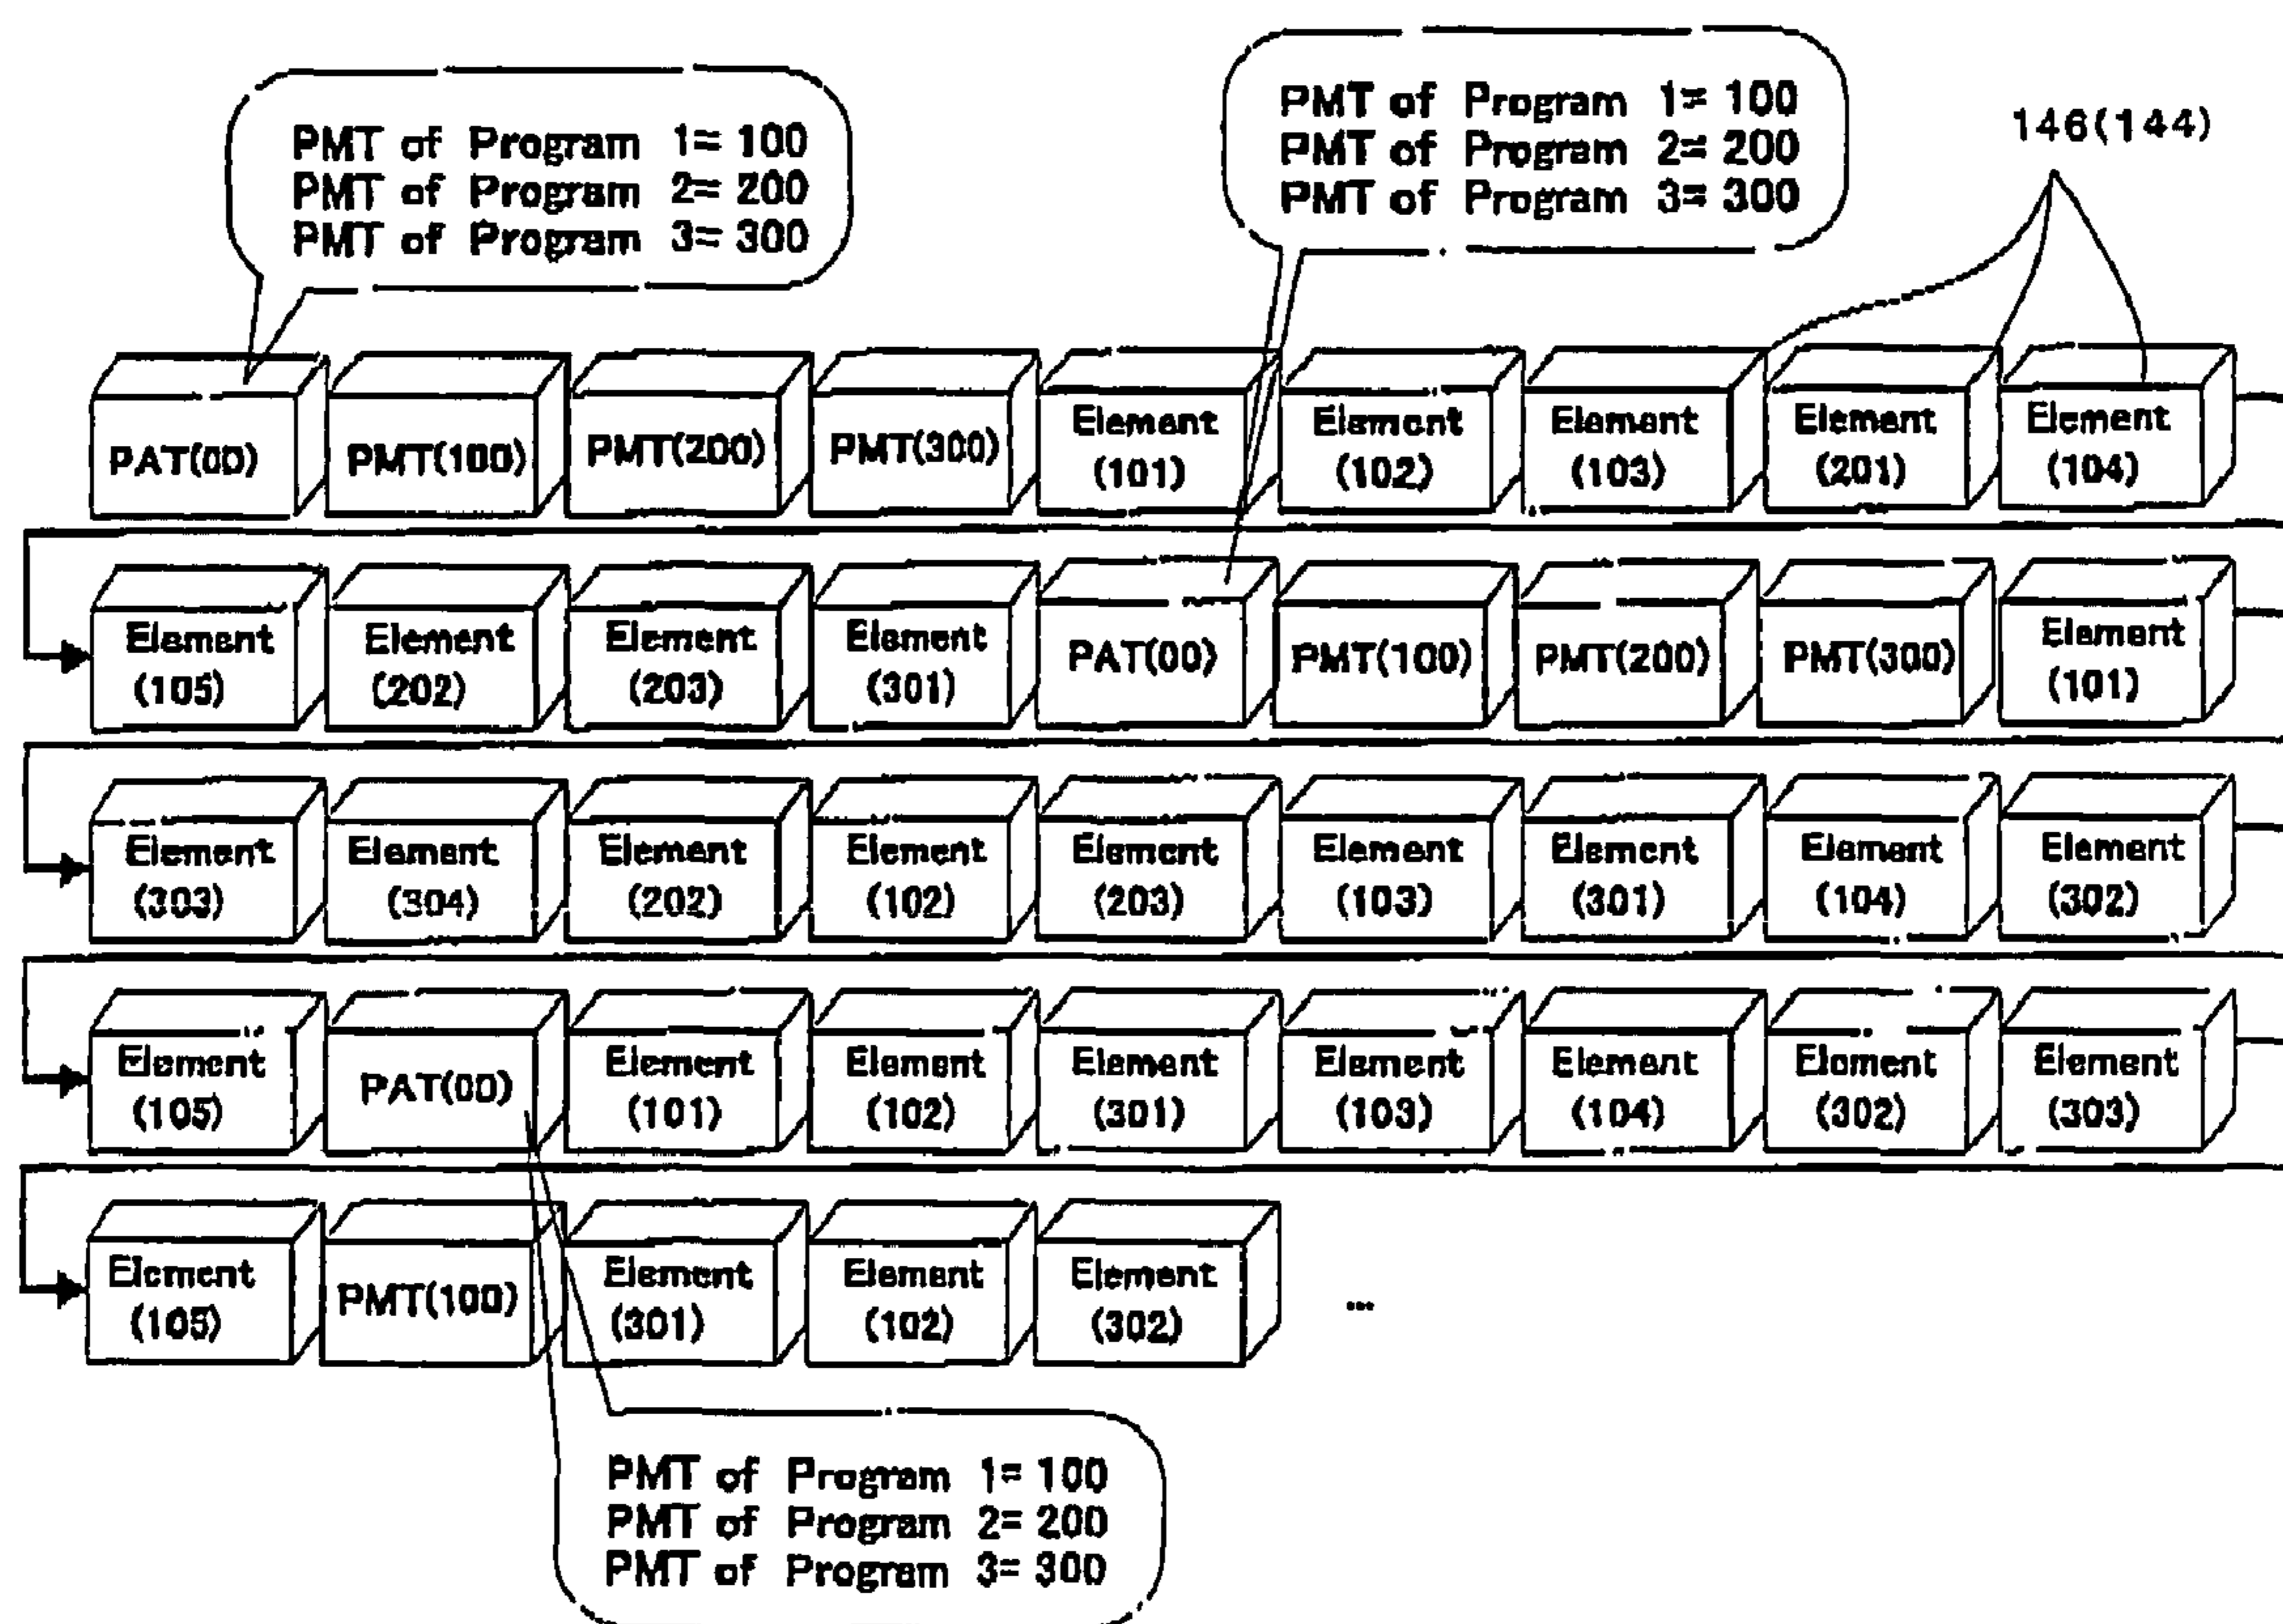 PMT of Program 1= 100
PMT of Program 2= 200
PMT of Program 3= 300
PMT of Program 1= 100
PMT of Program 2= 200
PMT of Program 3= 300
146(144)
PAT(00)
PMT(100)
PMT(200)
PMT(300)
Element
(101)
Element
(102)
Element
(103)
Element
(201)
Element
(104)
Element
(105)
Element
(202)
Element
(203)
Element
(301)
PAT(00)
PMT(100)
PMT(200)
PMT(300)
Element
(101)
Element
(303)
Element
(304)
Element
(202)
Element
(102)
Element
(203)
Element
(103)
Element
(301)
Element
(104)
Element
(302)
Element
(105)
PAT(00)
Element
(101)
Element
(102)
Element
(301)
Element
(103)
Element
(104)
Element
(302)
Element
(303)
Element
(105)
PMT(100)
Element
(301)
Element
(102)
Element
(302)
...
PMT of Program 1= 100
PMT of Program 2= 200
PMT of Program 3= 300